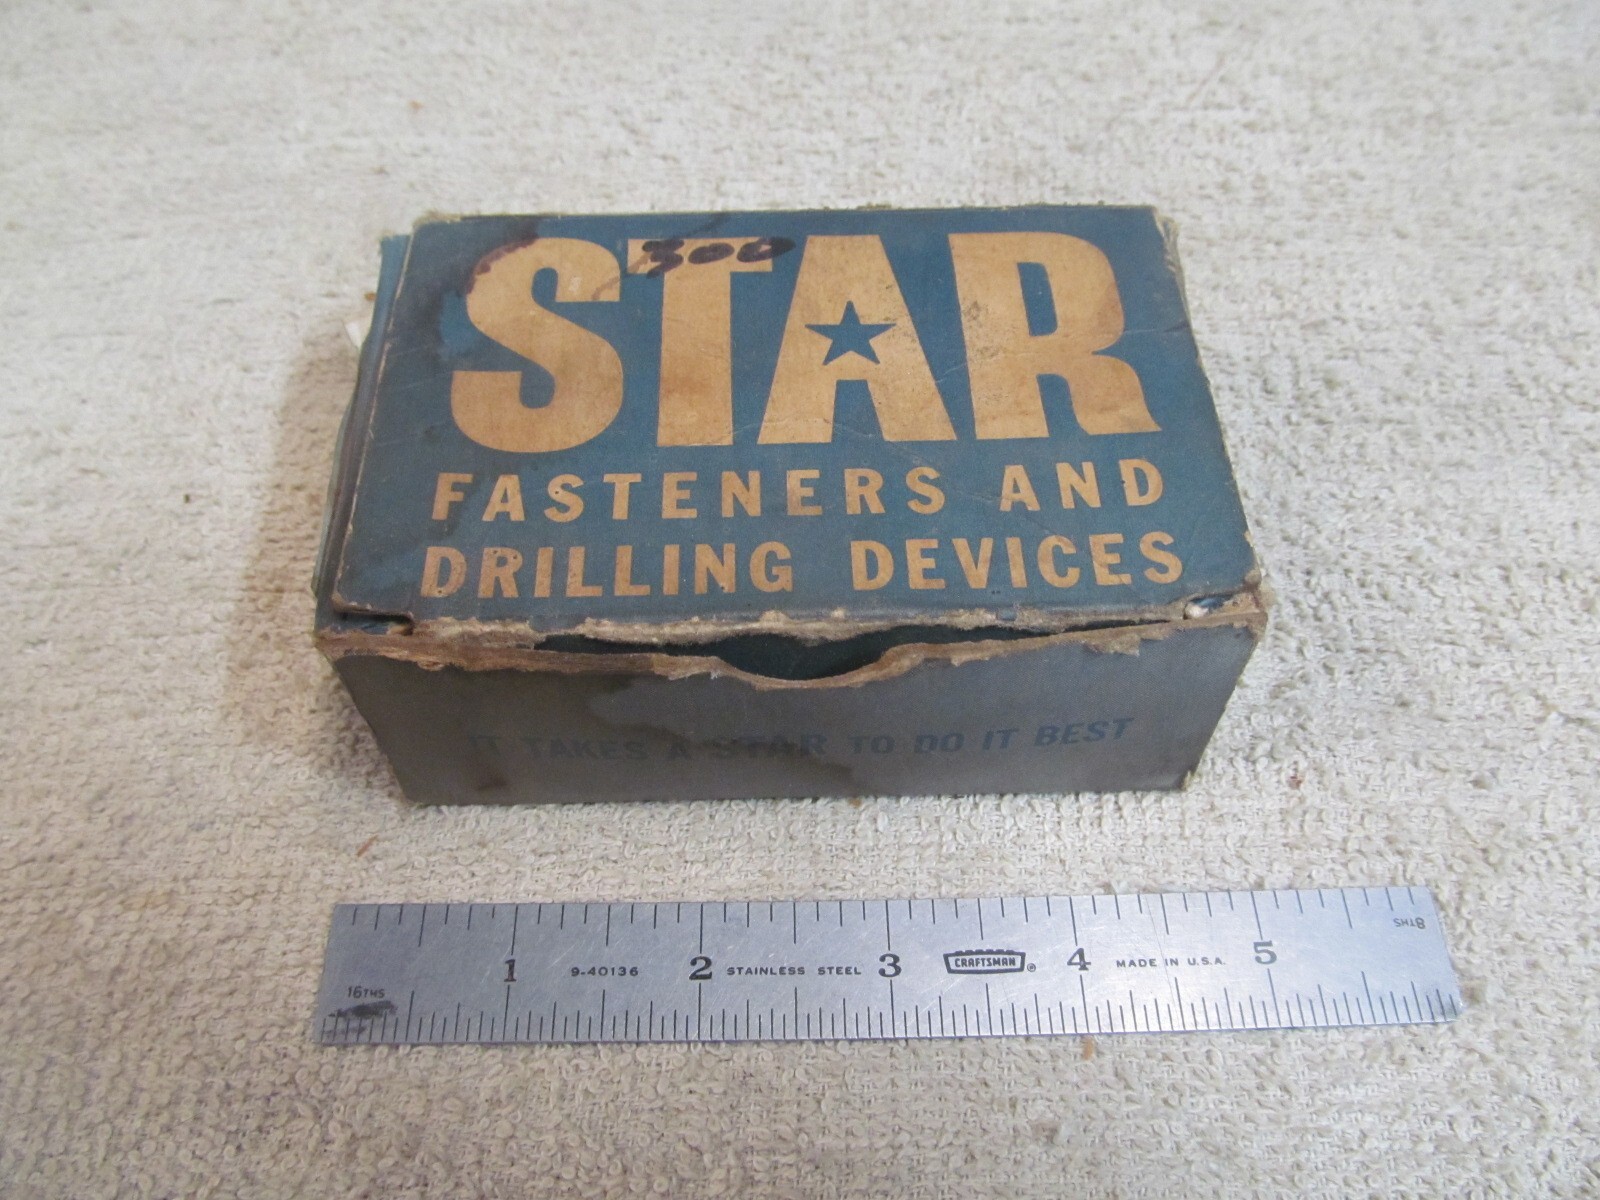 300
STAR
FASTENERS AND
DRILLING DEVICES
IT TAKES A STAR TO DO IT BEST
8THS
1 9-40136 2 STAINLESS STEEL 3 CRAFTSMAN ® 4 MADE IN U.S.A. 5
16THS